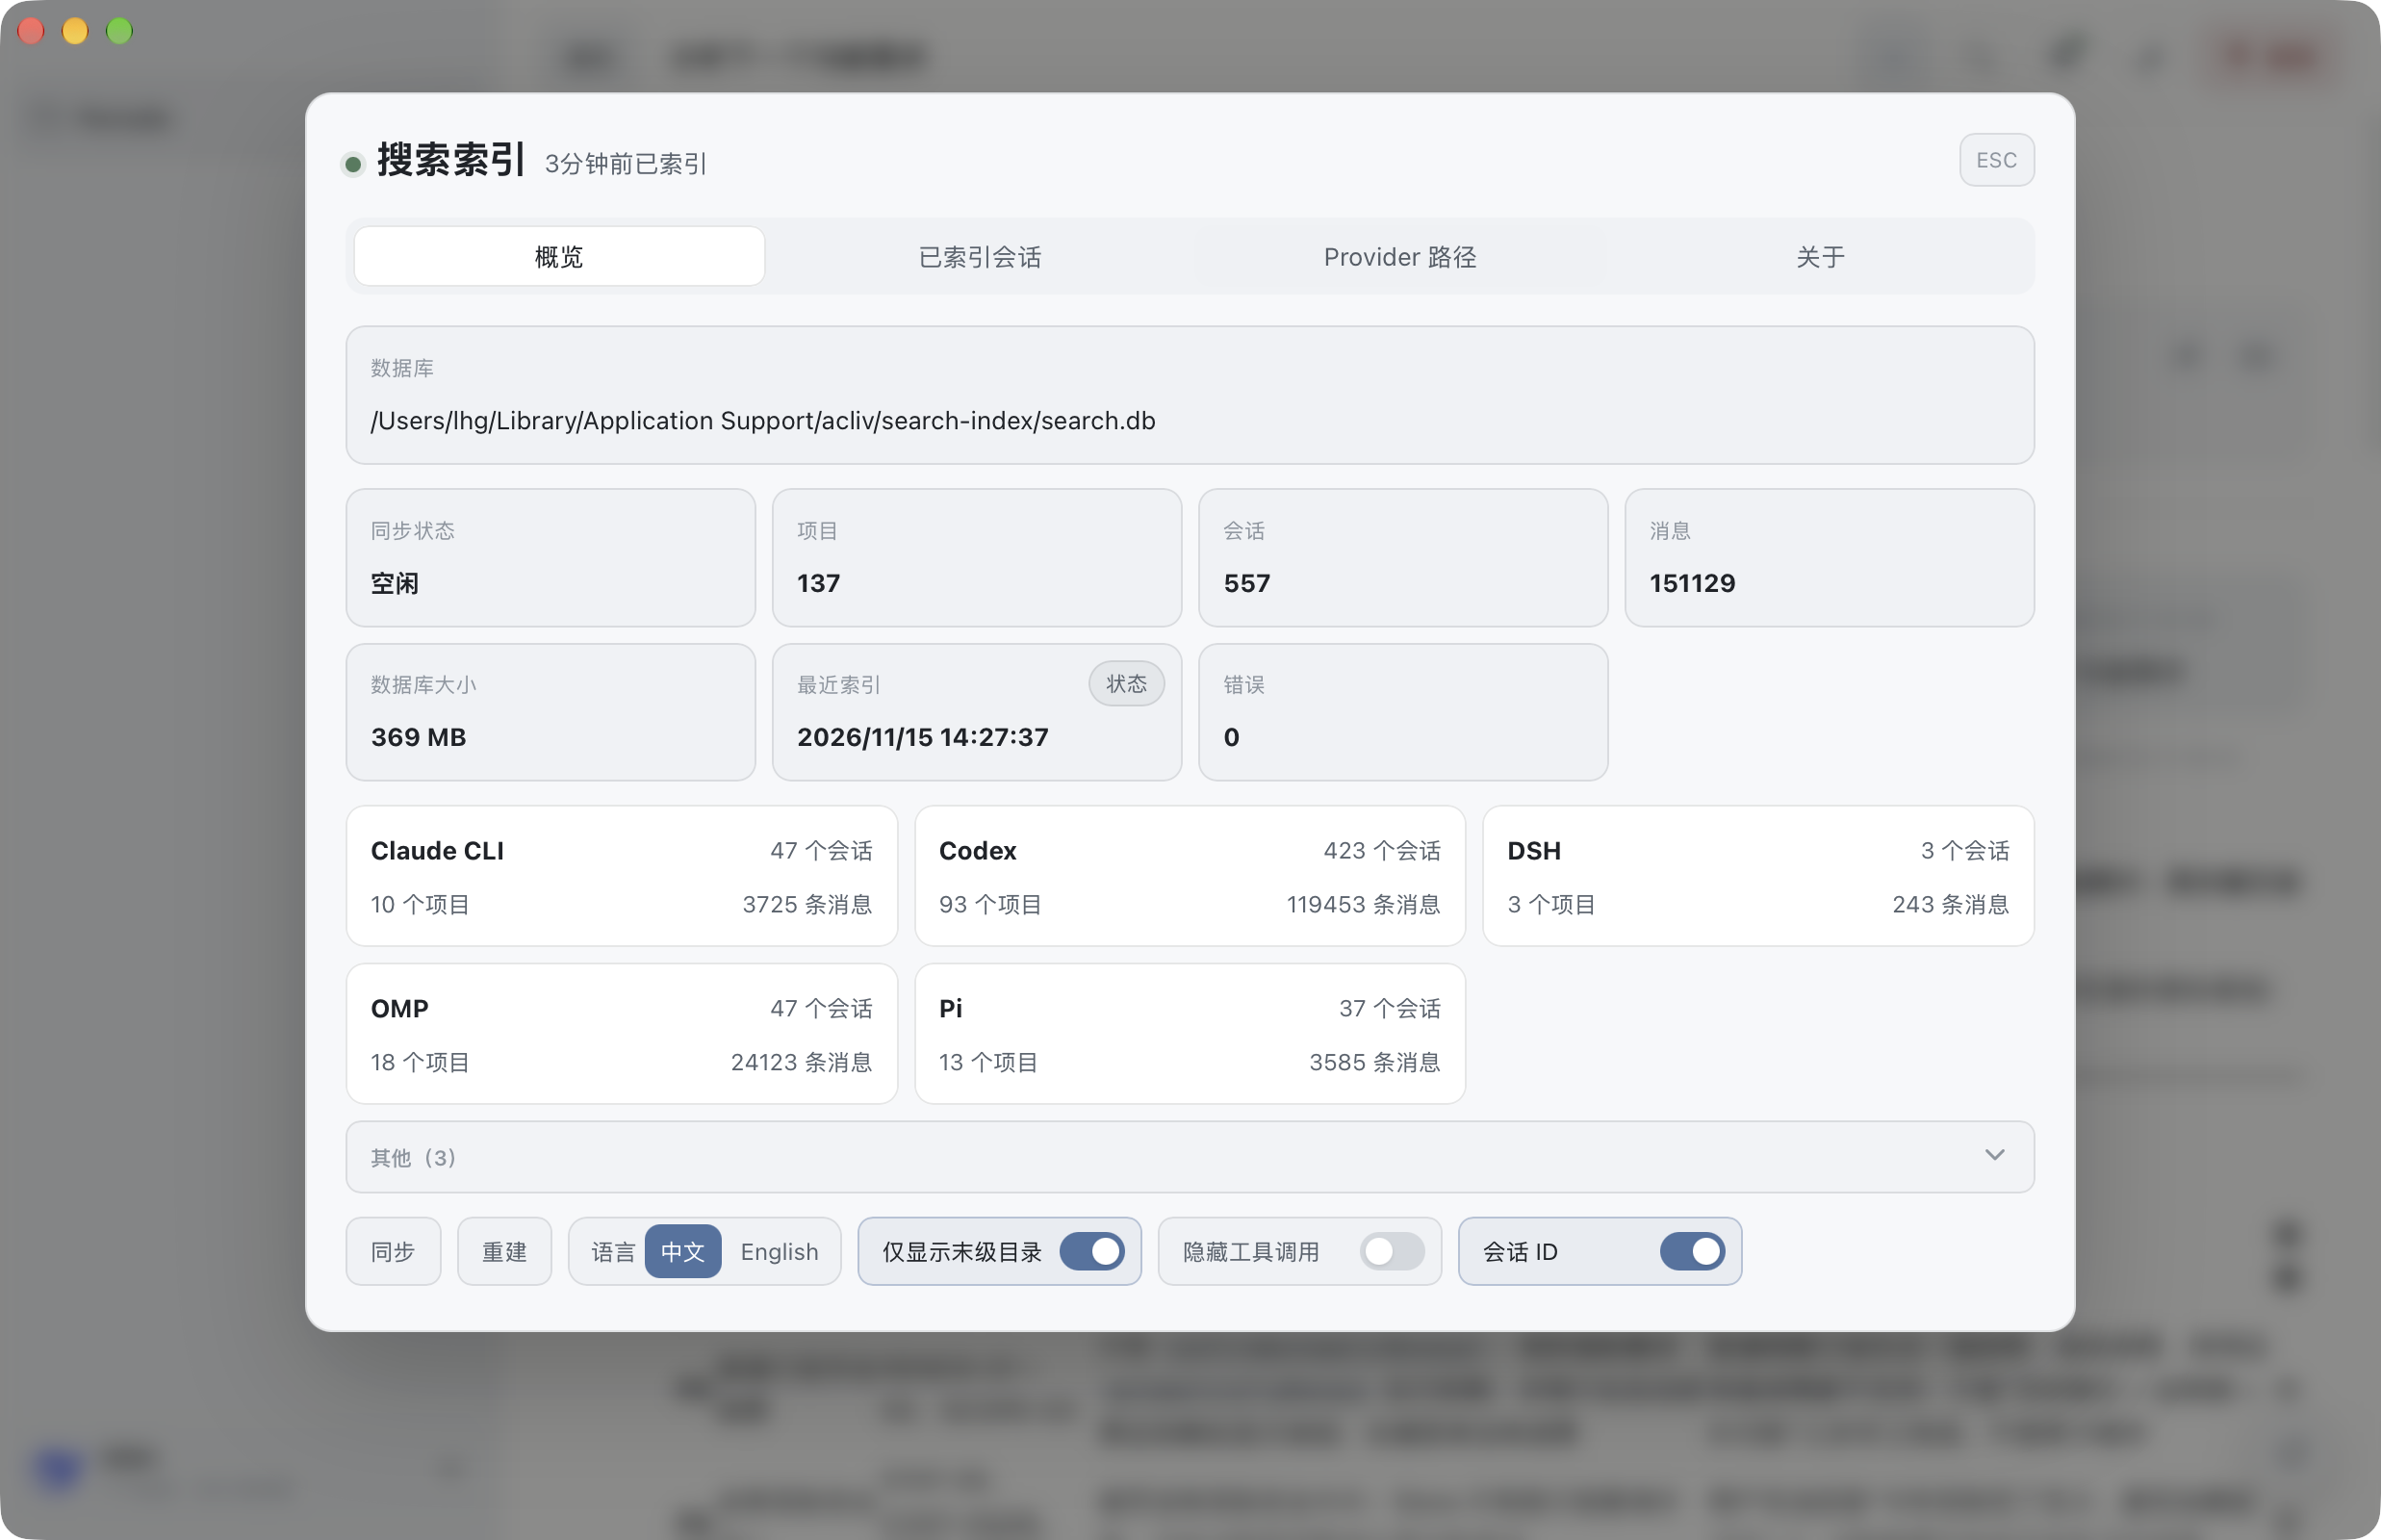 搜索索引 3分钟前已索引 ESC
概览 已索引会话 Provider 路径 关于
数据库
/Users/lhg/Library/Application Support/acliv/search-index/search.db
同步状态 项目 会话 消息
空闲 137 557 151129
数据库大小 最近索引 状态 错误
369 MB 2026/11/15 14:27:37 0
Claude CLI 47 个会话 Codex 423 个会话 DSH 3 个会话
10 个项目 3725 条消息 93 个项目 119453 条消息 3 个项目 243 条消息
OMP 47 个会话 Pi 37 个会话
18 个项目 24123 条消息 13 个项目 3585 条消息
其他（3）
同步 重建 语言 中文 English 仅显示末级目录 隐藏工具调用 会话 ID